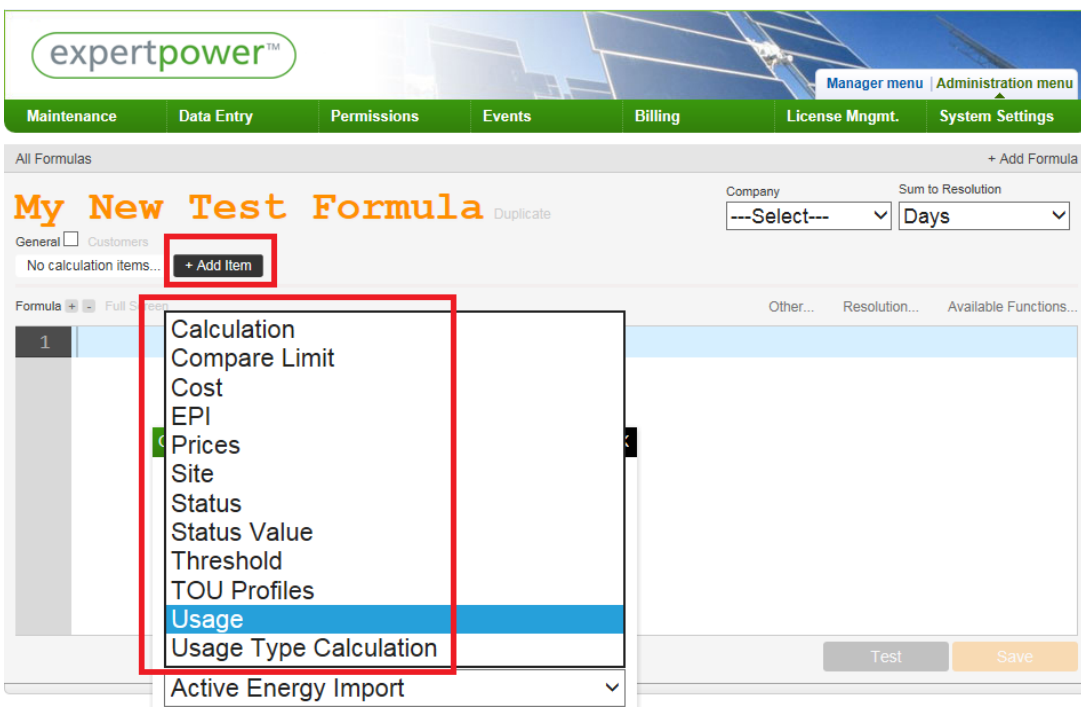 expertpower™
Manager menu | Administration menu
Maintenance Data Entry Permissions Events Billing License Mngmt. System Settings
All Formulas + Add Formula
My New Test Formula Duplicate
Company Sum to Resolution
---Select--- Days
General Customers
No calculation items... + Add Item
Formula + - Full Screen Other... Resolution... Available Functions...
1
Calculation
Compare Limit
Cost
EPI
Prices
Site
Status
Status Value
Threshold
TOU Profiles
Usage
Usage Type Calculation
Test Save
Active Energy Import